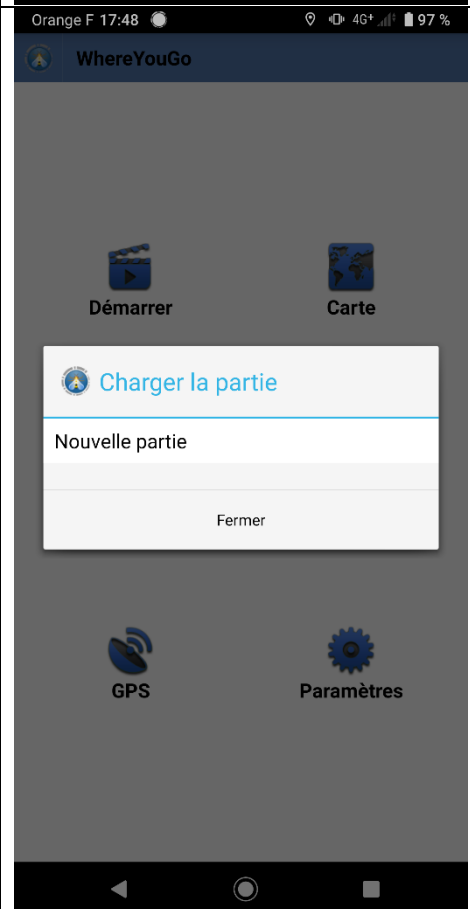 Orange F 17:48 4G+ 97 %
WhereYouGo
Démarrer
Carte
Charger la partie
Nouvelle partie
Fermer
GPS
Paramètres